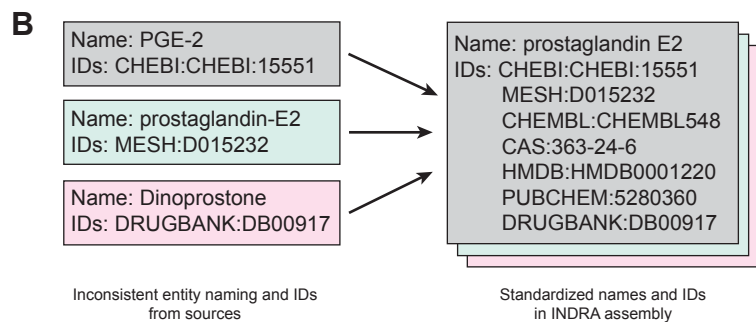 B
Name: PGE-2
IDs: CHEBI:CHEBI:15551
Name: prostaglandin-E2
IDs: MESH:D015232
Name: Dinoprostone
IDs: DRUGBANK:DB00917
Inconsistent entity naming and IDs
from sources
Name: prostaglandin E2
IDs: CHEBI:CHEBI:15551
MESH:D015232
CHEMBL:CHEMBL548
CAS:363-24-6
HMDB:HMDB0001220
PUBCHEM:5280360
DRUGBANK:DB00917
Standardized names and IDs
in INDRA assembly